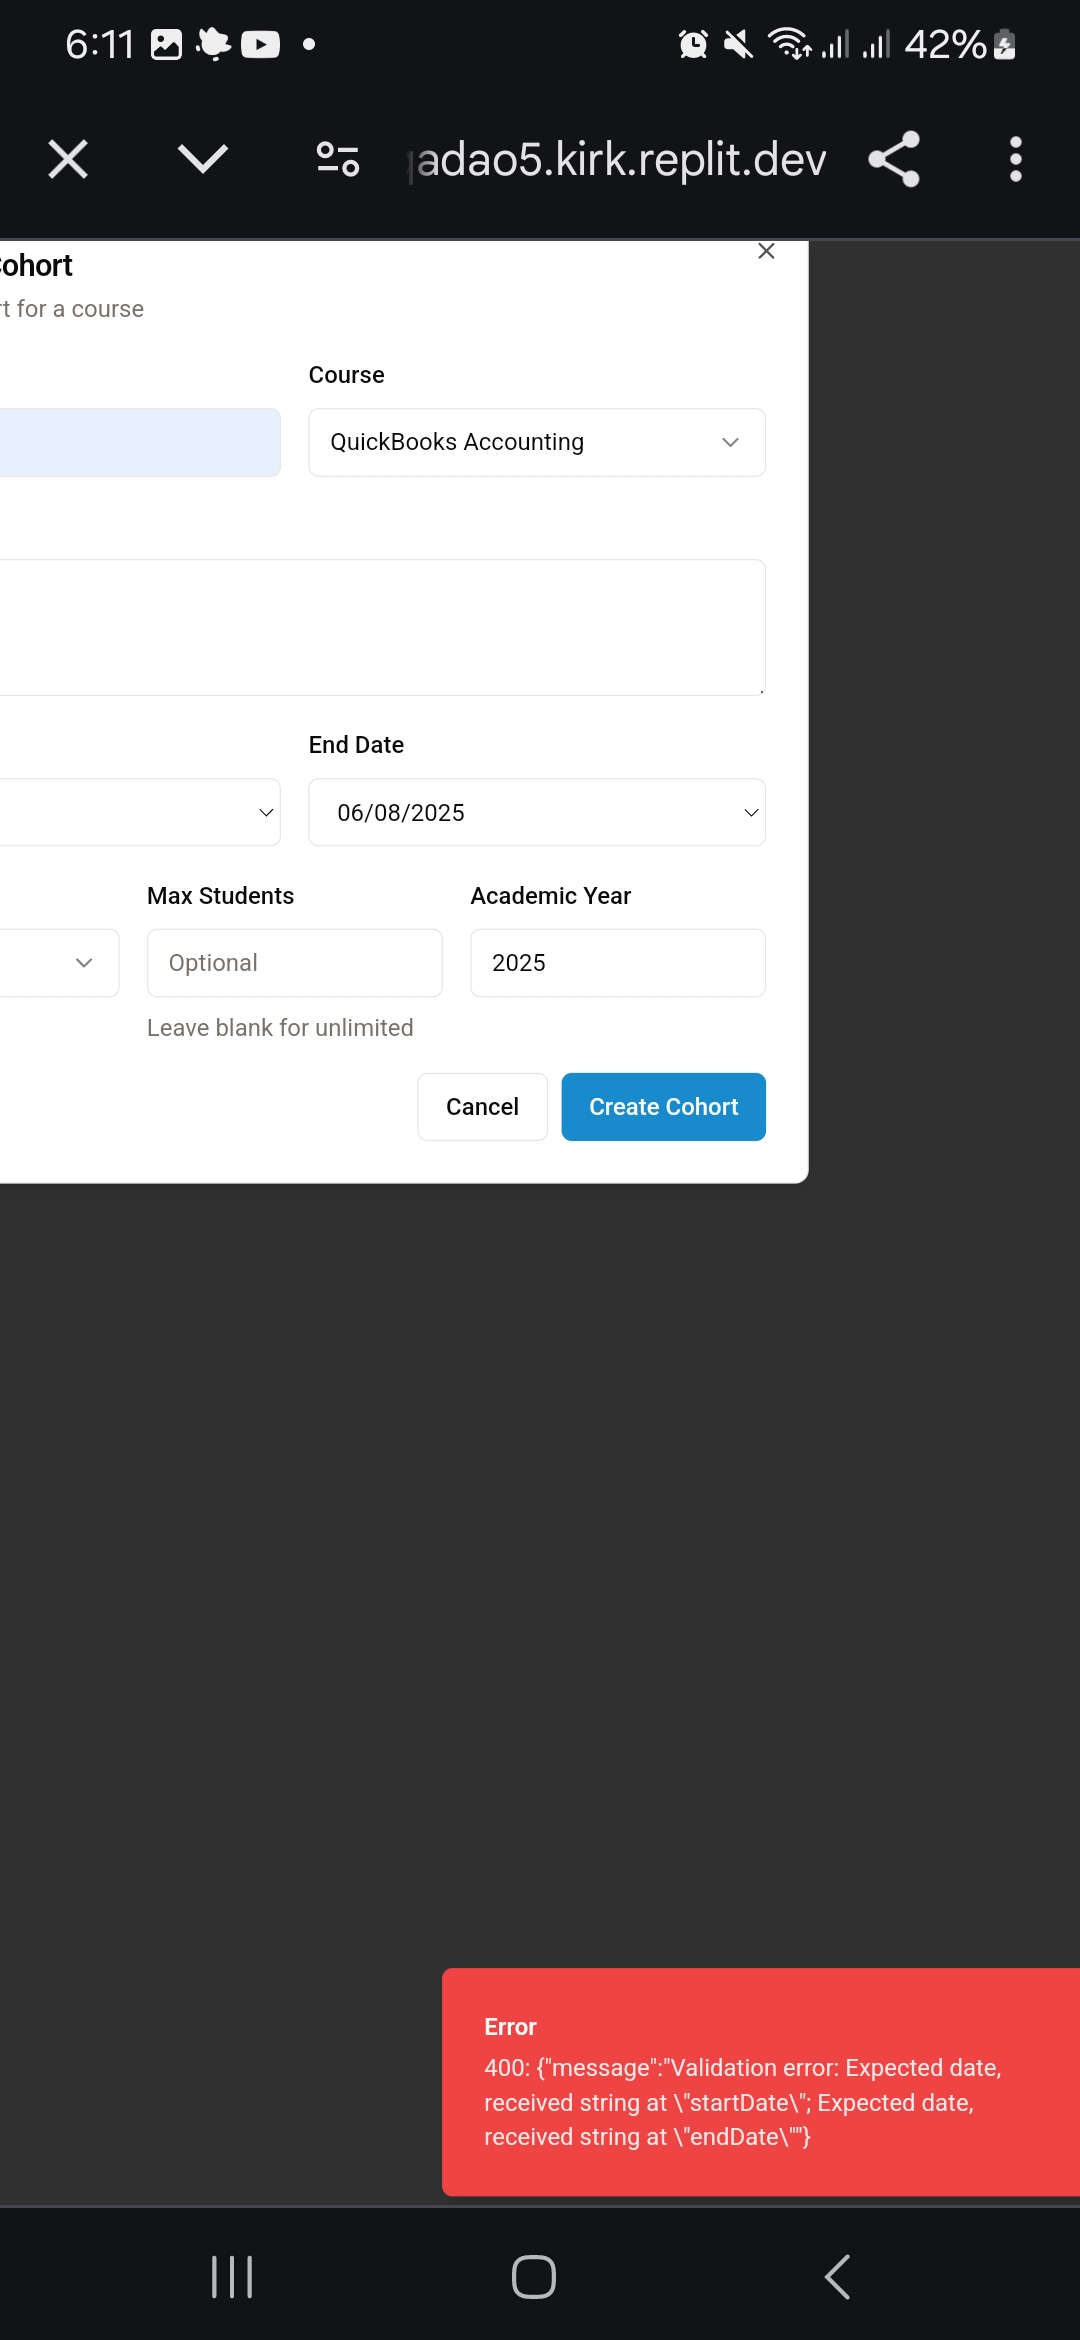 6:11
42%
adao5.kirk.replit.dev
ohort
rt for a course
Course
QuickBooks Accounting
End Date
06/08/2025
Max Students
Academic Year
Optional
2025
Leave blank for unlimited
Cancel
Create Cohort
Error
400: {"message":"Validation error: Expected date,
received string at \"startDate\"; Expected date,
received string at \"endDate\""}